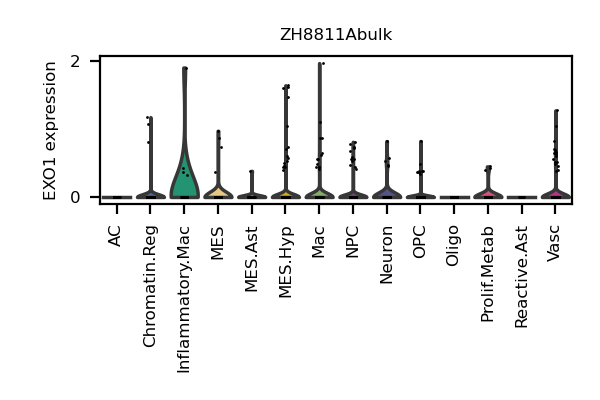 ZH8811Abulk
EXO1 expression
2
0
AC
Chromatin.Reg
Inflammatory.Mac
MES
MES.Ast
MES.Hyp
Mac
NPC
Neuron
OPC
Oligo
Prolif.Metab
Reactive.Ast
Vasc